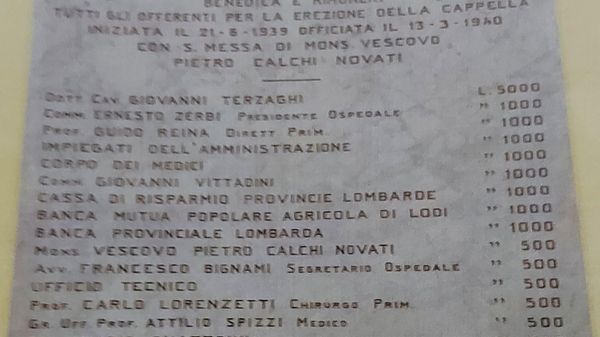 BENEDICA E
TUTTI GLI OFFERENTI PER LA EREZIONE DELLA CAPPELLA
INIZIATA IL 21-6-1939 OFFICIATA IL 13-3-1940
CON S. MESSA DI MONS. VESCOVO
PIETRO CALCHI NOVATI
Dott. Cav. GIOVANNI TERZAGHI L. 5000
Comm. ERNESTO ZERBI Presidente Ospedale " 1000
Prof. GUIDO REINA Dirett. Prim. " 1000
IMPIEGATI DELL'AMMINISTRAZIONE " 1000
CORPO DEI MEDICI " 1000
Comm. GIOVANNI VITTADINI " 1000
CASSA DI RISPARMIO PROVINCIE LOMBARDE " 1000
BANCA MUTUA POPOLARE AGRICOLA DI LODI " 1000
BANCA PROVINCIALE LOMBARDA " 1000
Mons. VESCOVO PIETRO CALCHI NOVATI " 500
Avv. FRANCESCO BIGNAMI Segretario Ospedale " 500
UFFICIO TECNICO " 500
Prof. CARLO LORENZETTI Chirurgo Prim. " 500
Gr. Uff. Prof. ATTILIO SPIZZI Medico " 500